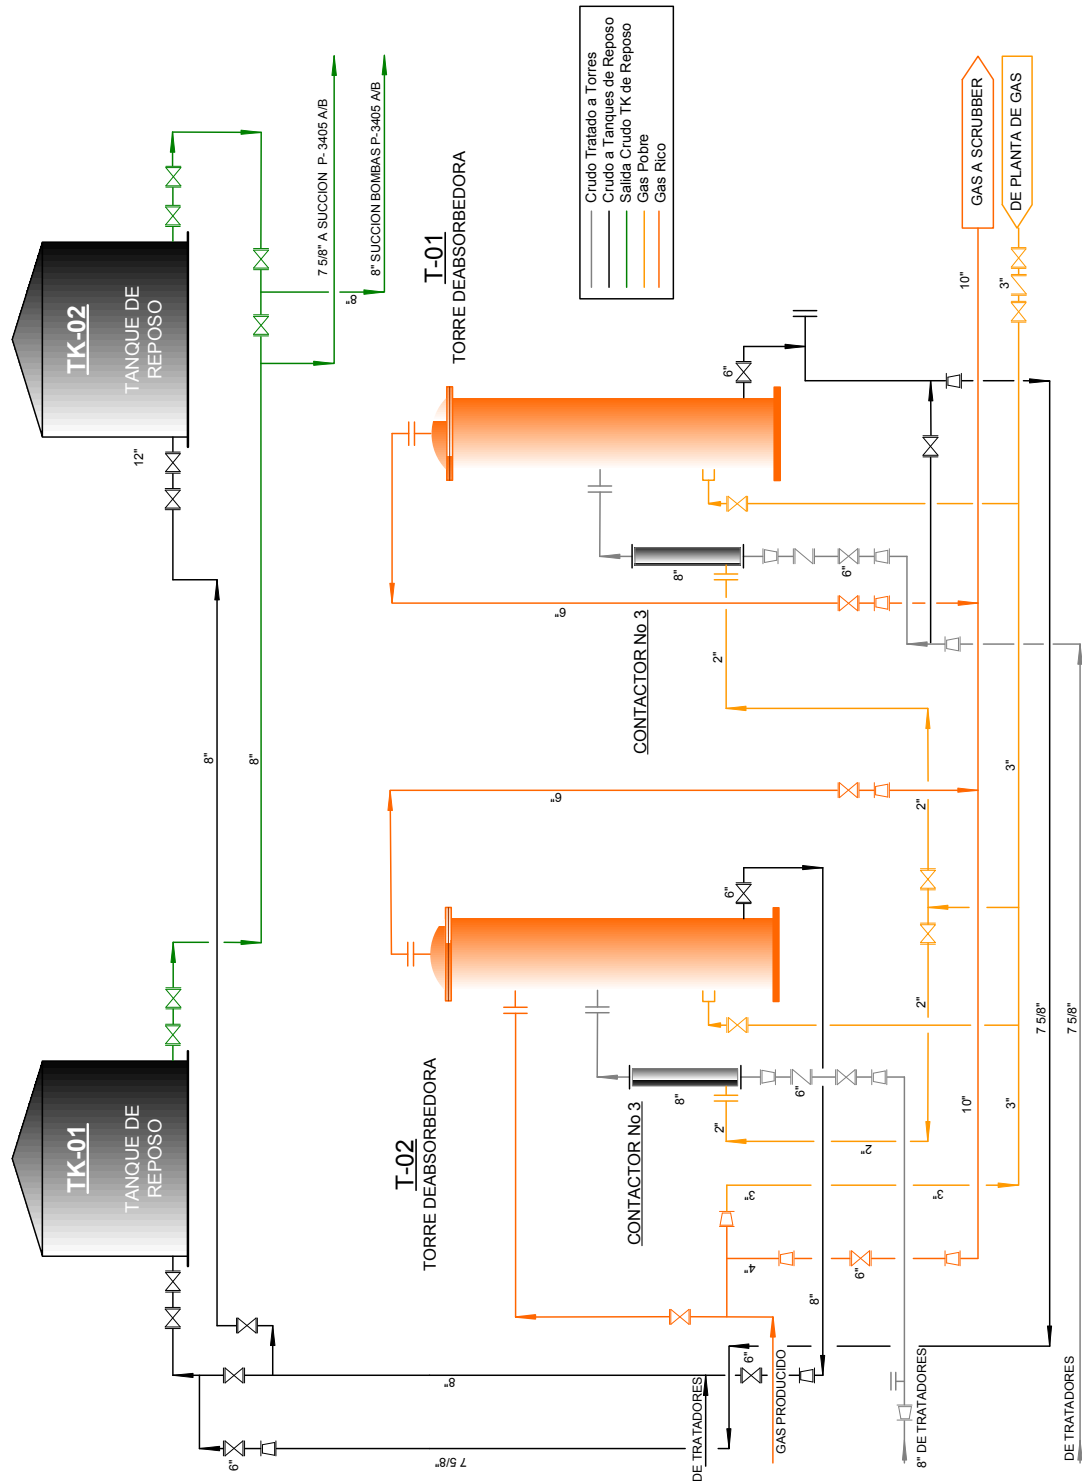 TK-01
TANQUE DE
REPOSO
TK-02
TANQUE DE
REPOSO
12"
8"
8"
8"
7 5/8" A SUCCION P-3405 A/B
8" SUCCION BOMBAS P-3405 A/B
T-02
TORRE DEABSORBEDORA
T-01
TORRE DEABSORBEDORA
Crudo Tratado a Torres
Crudo a Tanques de Reposo
Salida Crudo TK de Reposo
Gas Pobre
Gas Rico
CONTACTOR No 3
CONTACTOR No 3
8"
8"
6"
6"
6"
6"
6"
6"
2"
2"
2"
2"
2"
3"
3"
4"
6"
8"
8"
6"
6"
7 5/8"
DE TRATADORES
GAS PRODUCIDO
8" DE TRATADORES
DE TRATADORES
10"
10"
3"
3"
3"
7 5/8"
7 5/8"
GAS A SCRUBBER
DE PLANTA DE GAS